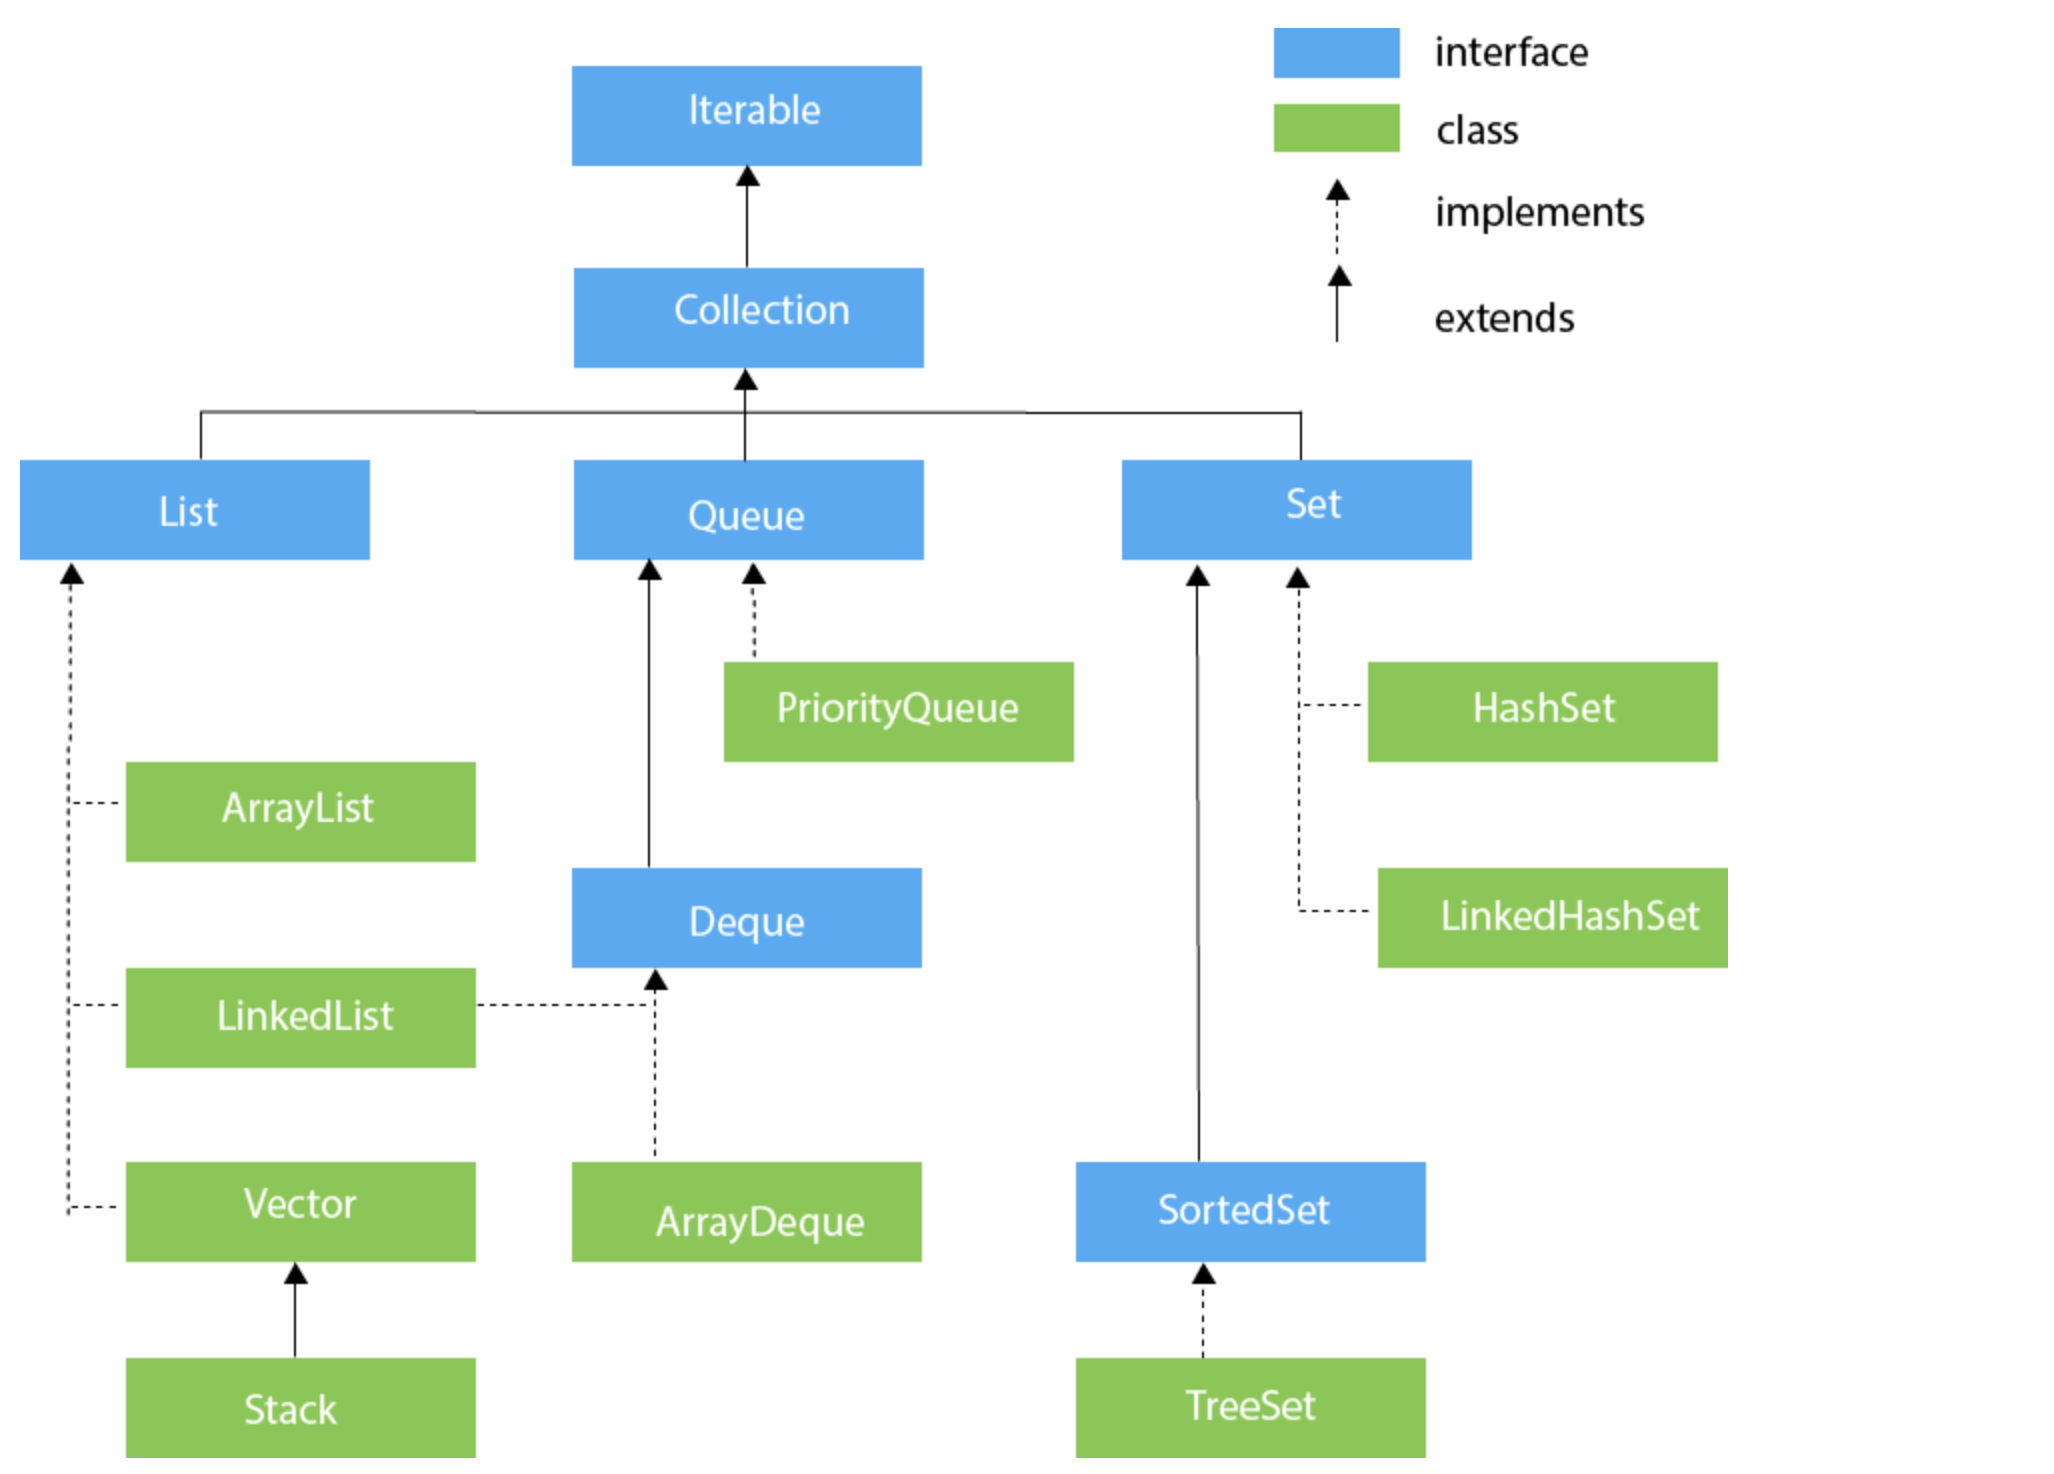 Iterable
interface
class
implements
extends
Collection
List
Queue
Set
PriorityQueue
HashSet
ArrayList
Deque
LinkedHashSet
LinkedList
Vector
ArrayDeque
SortedSet
Stack
TreeSet